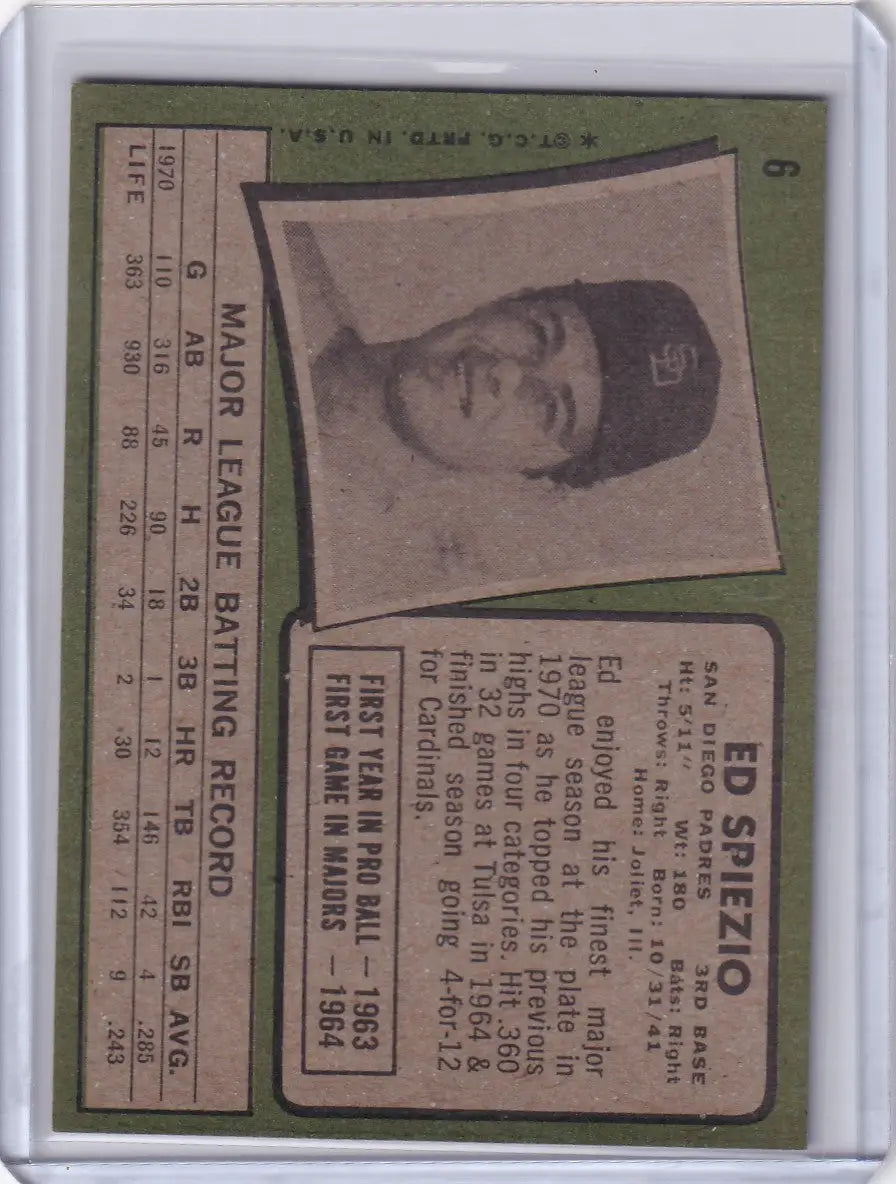 6
SD
* © T.C.G. PRTD. IN U.S.A.
ED SPIEZIO
SAN DIEGO PADRES 3RD BASE
Ht: 5'11" Wt: 180 Bats: Right
Throws: Right Born: 10/31/41
Home: Joliet, Ill.
Ed enjoyed his finest major
league season at the plate in
1970 as he topped his previous
highs in four categories. Hit .360
in 32 games at Tulsa in 1964 &
finished season going 4-for-12
for Cardinals.
FIRST YEAR IN PRO BALL — 1963
FIRST GAME IN MAJORS — 1964
MAJOR LEAGUE BATTING RECORD
G AB R H 2B 3B HR TB RBI SB AVG.
1970 110 316 45 90 18 1 12 146 42 4 .285
LIFE 363 930 88 226 34 2 30 354 112 9 .243